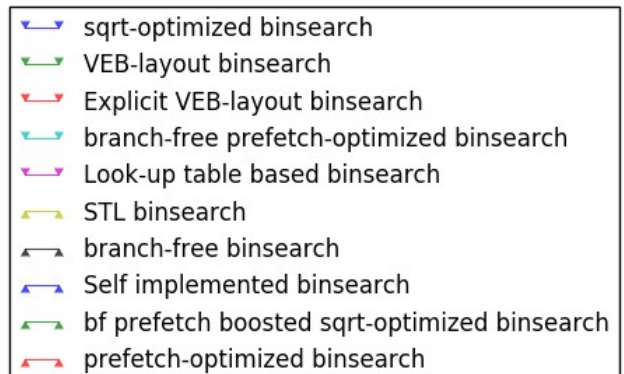 sqrt-optimized binsearch
VEB-layout binsearch
Explicit VEB-layout binsearch
branch-free prefetch-optimized binsearch
Look-up table based binsearch
STL binsearch
branch-free binsearch
Self implemented binsearch
bf prefetch boosted sqrt-optimized binsearch
prefetch-optimized binsearch